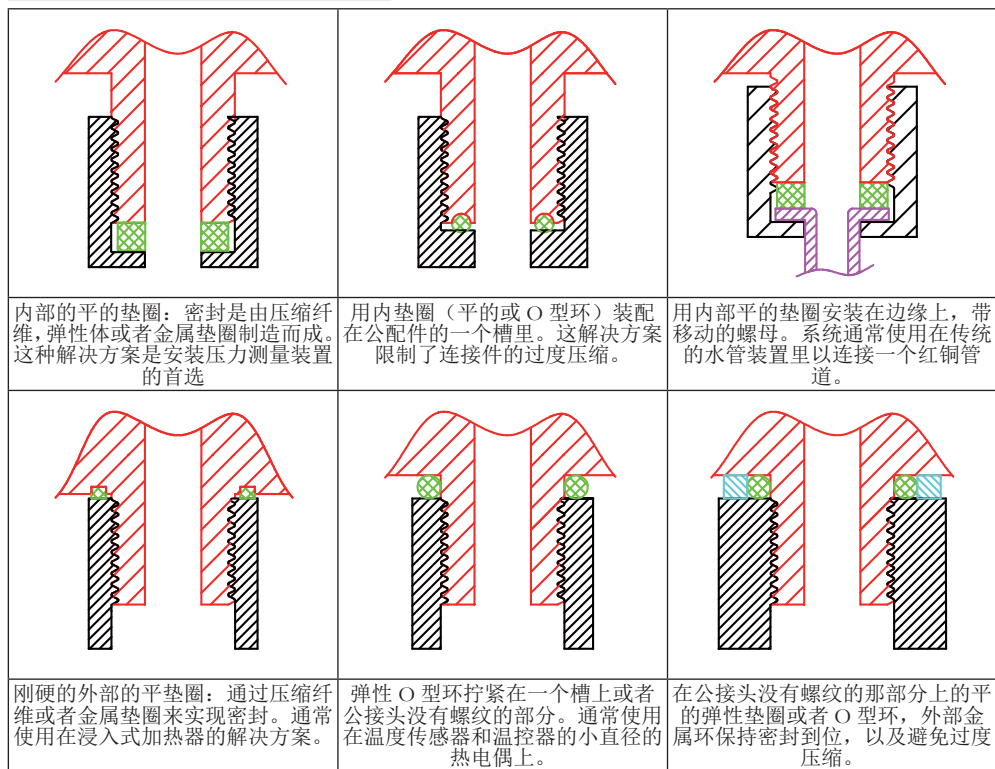 内部的平的垫圈：密封是由压缩纤
维，弹性体或者金属垫圈制造而成。
这种解决方案是安装压力测量装置
的首选
用内垫圈（平的或 O 型环）装配
在公配件的一个槽里。这解决方案
限制了连接件的过度压缩。
用内部平的垫圈安装在边缘上，带
移动的螺母。系统通常使用在传统
的水管装置里以连接一个红铜管
道。
刚硬的外部的平垫圈：通过压缩纤
维或者金属垫圈来实现密封。通常
使用在浸入式加热器的解决方案。
弹性 O 型环拧紧在一个槽上或者
公接头没有螺纹的部分。通常使用
在温度传感器和温控器的小直径的
热电偶上。
在公接头没有螺纹的那部分上的平
的弹性垫圈或者 O 型环，外部金
属环保持密封到位，以及避免过度
压缩。